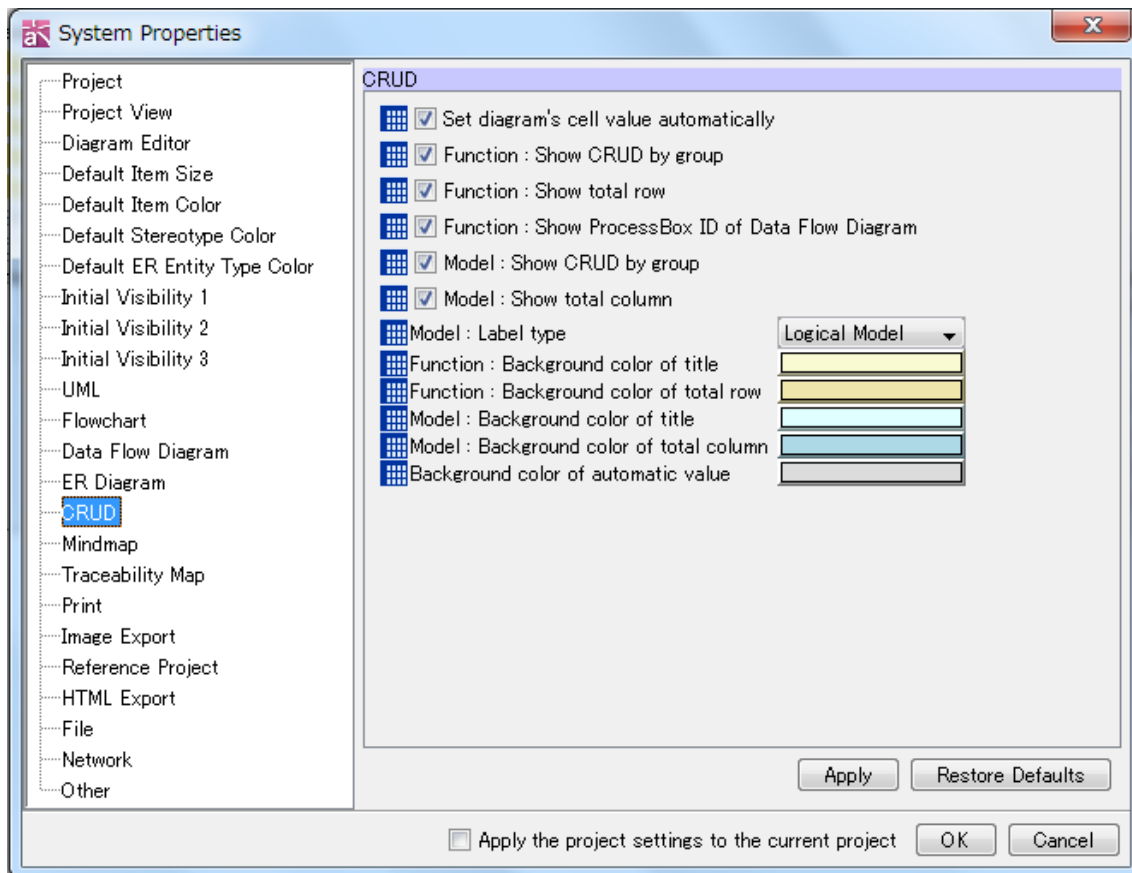 System Properties
Project
Project View
Diagram Editor
Default Item Size
Default Item Color
Default Stereotype Color
Default ER Entity Type Color
Initial Visibility 1
Initial Visibility 2
Initial Visibility 3
UML
Flowchart
Data Flow Diagram
ER Diagram
CRUD
Mindmap
Traceability Map
Print
Image Export
Reference Project
HTML Export
File
Network
Other
CRUD
Set diagram's cell value automatically
Function : Show CRUD by group
Function : Show total row
Function : Show ProcessBox ID of Data Flow Diagram
Model : Show CRUD by group
Model : Show total column
Model : Label type Logical Model
Function : Background color of title
Function : Background color of total row
Model : Background color of title
Model : Background color of total column
Background color of automatic value
Apply Restore Defaults
Apply the project settings to the current project OK Cancel